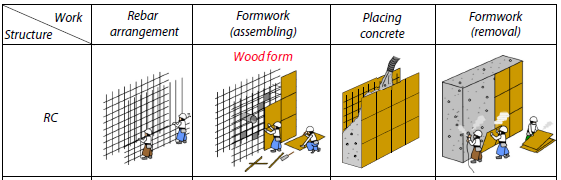 Work
Structure
Rebar
arrangement
Formwork
(assembling)
Placing
concrete
Formwork
(removal)
RC
Wood form